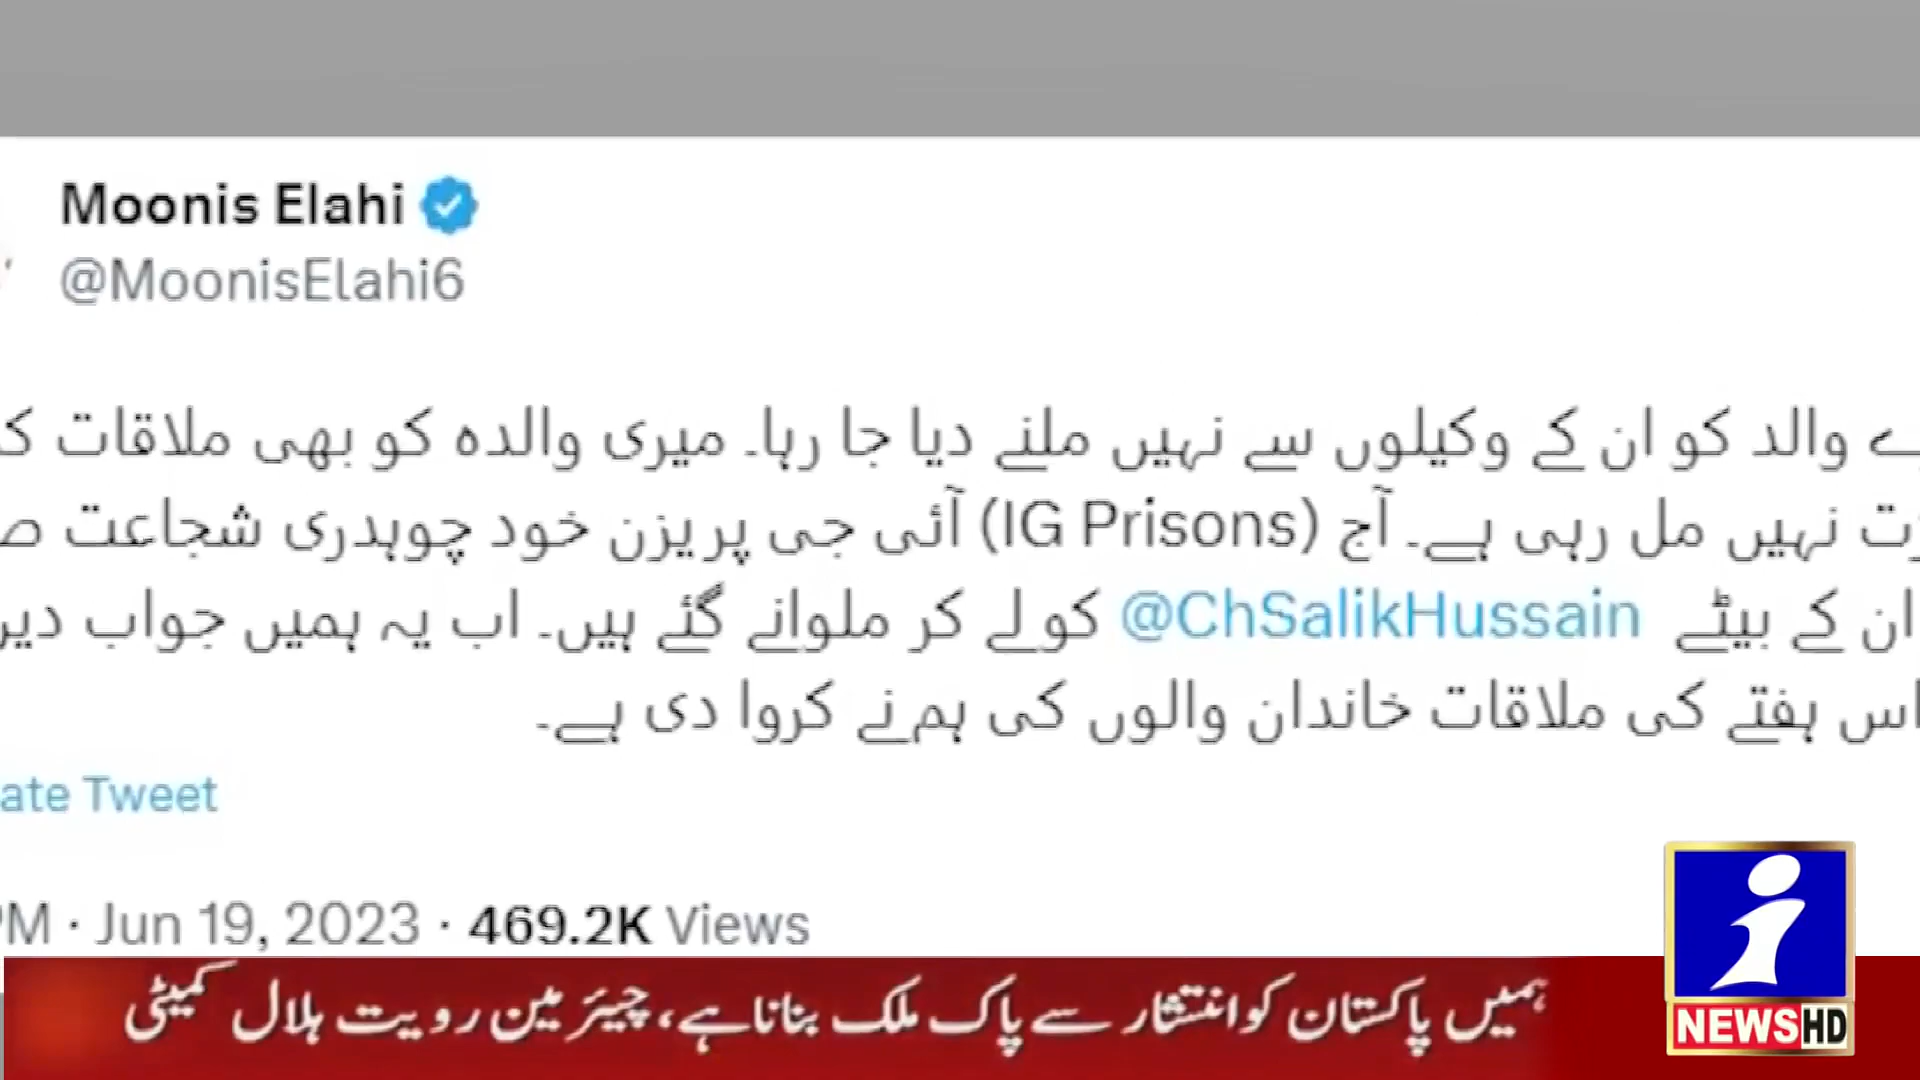 Moonis Elahi
@MoonisElahi6
والد کو ان کے وکیلوں سے نہیں ملنے دیا جا رہا۔ میری والدہ کو بھی ملاقات
نہیں مل رہی ہے۔ آج (IG Prisons) آئی جی پریزن خود چوہدری شجاعت
ان کے بیٹے @ChSalikHussain کو لے کر ملوانے گئے ہیں۔ اب یہ ہمیں جواب
اس ہفتے کی ملاقات خاندان والوں کی ہم نے کروا دی ہے۔
ate Tweet
PM · Jun 19, 2023 · 469.2K Views
ہمیں پاکستان کو انتشار سے پاک ملک بنانا ہے، چیئرمین رویت ہلال کمیٹی
i
NEWS HD